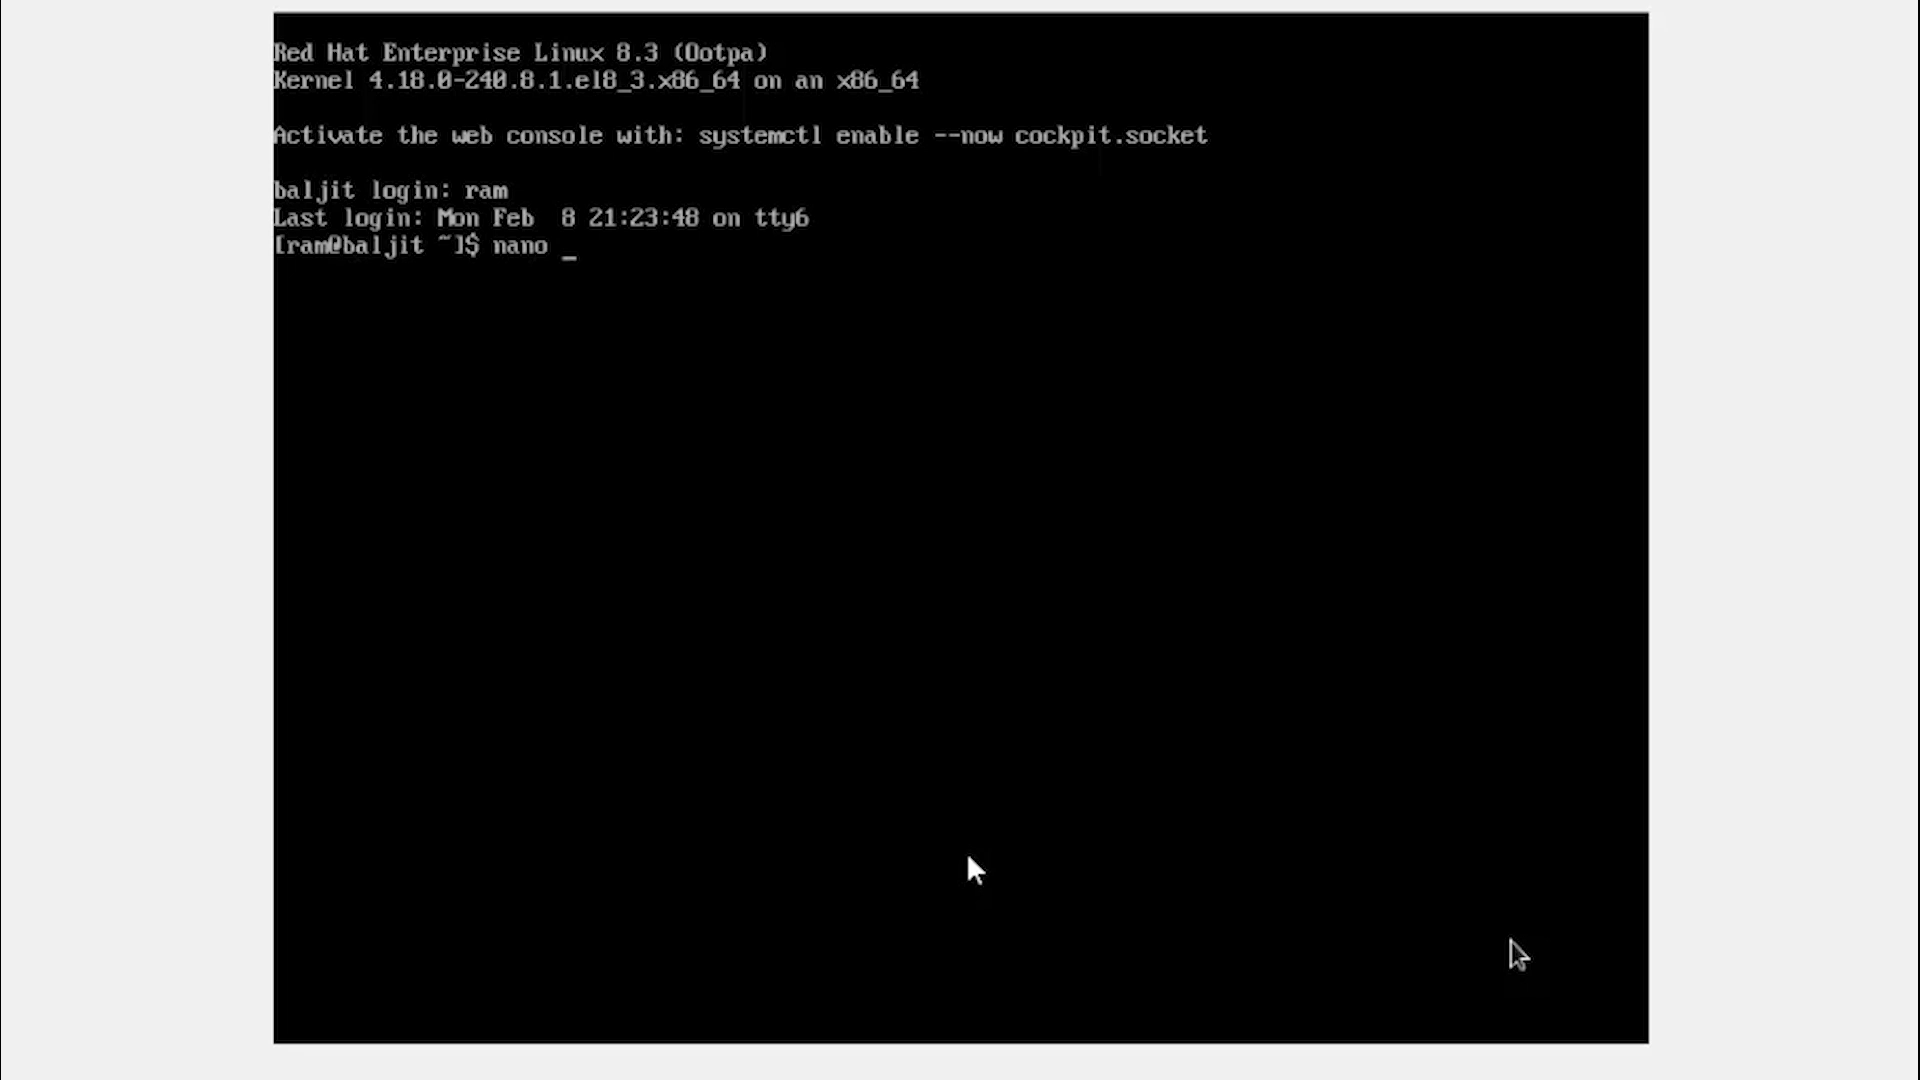 Red Hat Enterprise Linux 8.3 (Ootpa)
Kernel 4.18.0-240.8.1.el8_3.x86_64 on an x86_64
Activate the web console with: systemctl enable --now cockpit.socket
baljit login: ram
Last login: Mon Feb  8 21:23:48 on tty6
[ram@baljit ~]$ nano _